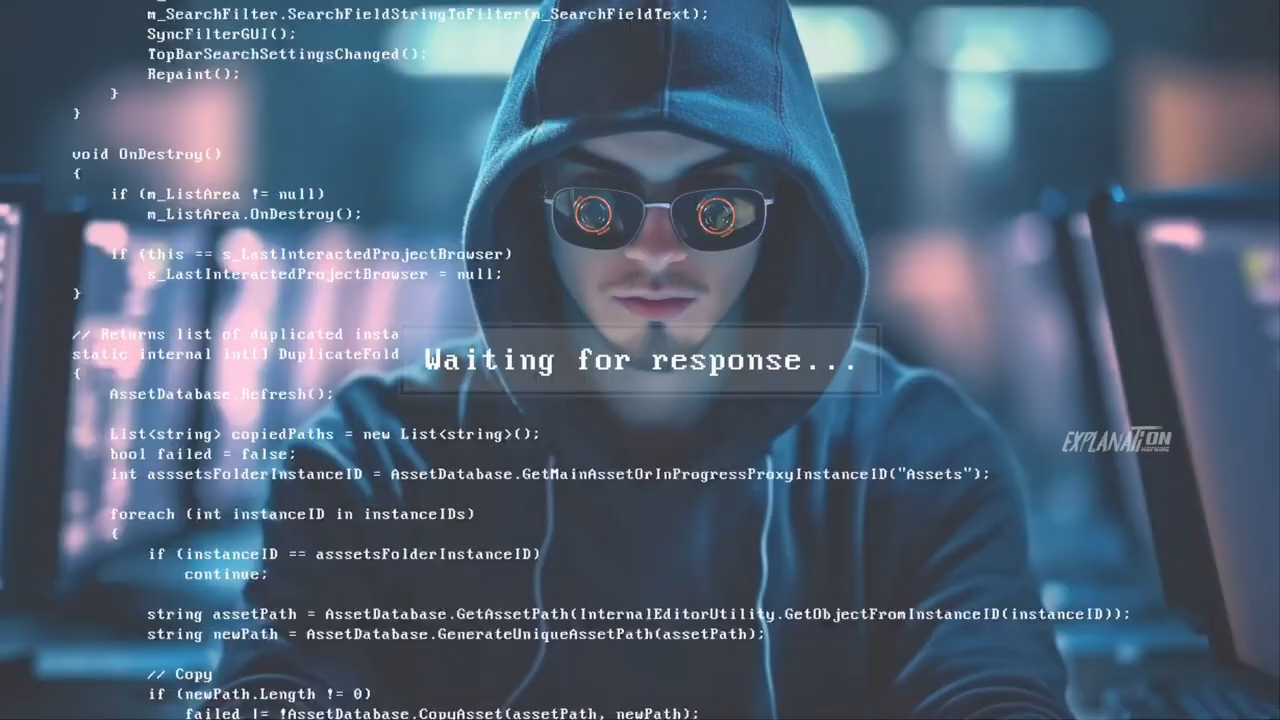 m_SearchFilter.SearchFieldStringToFilter(m_SearchFieldText);
SyncFilterGUI();
TopBarSearchSettingsChanged();
Repaint();
}
}
void OnDestroy()
{
if (m_ListArea != null)
m_ListArea.OnDestroy();
if (this == s_LastInteractedProjectBrowser)
s_LastInteractedProjectBrowser = null;
}
// Returns list of duplicated insta
static internal int[] DuplicateFold
Waiting for response...
{
AssetDatabase.Refresh();
List<string> copiedPaths = new List<string>();
bool failed = false;
EXPLANATION
int asssetsFolderInstanceID = AssetDatabase.GetMainAssetOrInProgressProxyInstanceID("Assets");
foreach (int instanceID in instanceIDs)
{
if (instanceID == asssetsFolderInstanceID)
continue;
string assetPath = AssetDatabase.GetAssetPath(InternalEditorUtility.GetObjectFromInstanceID(instanceID));
string newPath = AssetDatabase.GenerateUniqueAssetPath(assetPath);
// Copy
if (newPath.Length != 0)
failed |= !AssetDatabase.CopyAsset(assetPath, newPath);